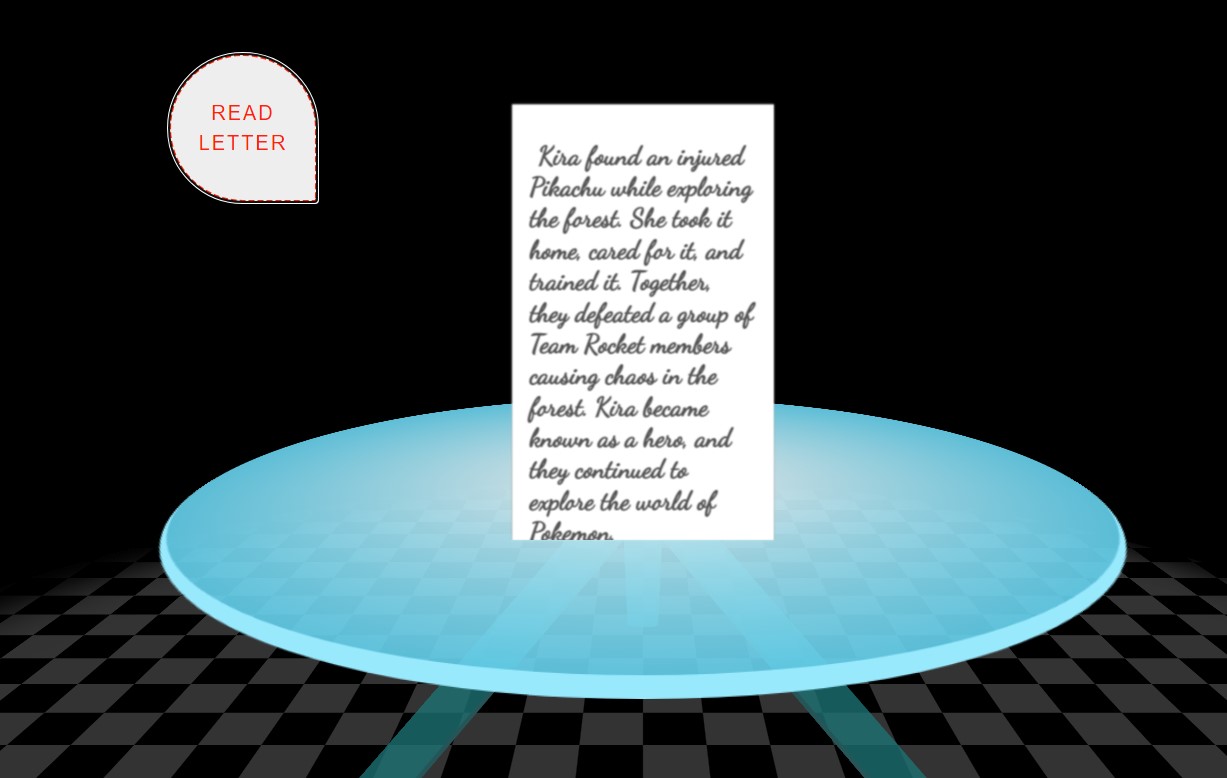 READ
LETTER
Kira found an injured
Pikachu while exploring
the forest. She took it
home, cared for it, and
trained it. Together,
they defeated a group of
Team Rocket members
causing chaos in the
forest. Kira became
known as a hero, and
they continued to
explore the world of
Pokemon.